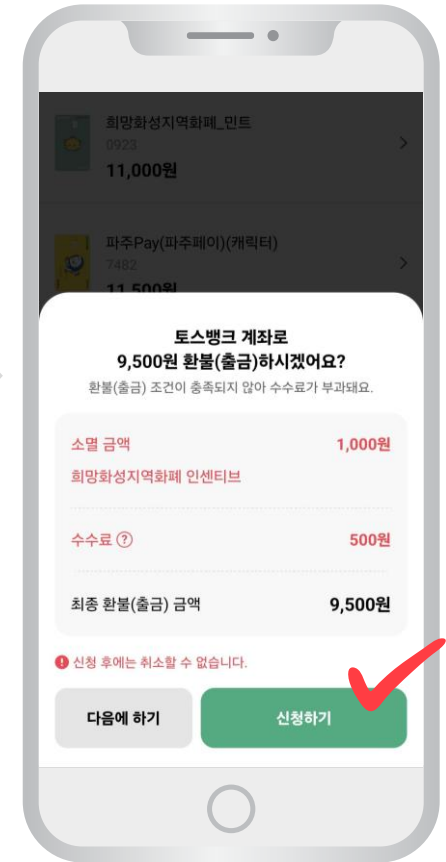 희망화성지역화폐_민트
0923
11,000원
파주Pay(파주페이)(캐릭터)
7482
11,500원
토스뱅크 계좌로
9,500원 환불(출금)하시겠어요?
환불(출금) 조건이 충족되지 않아 수수료가 부과돼요.
소멸 금액 1,000원
희망화성지역화폐 인센티브
수수료 ? 500원
최종 환불(출금) 금액 9,500원
! 신청 후에는 취소할 수 없습니다.
다음에 하기 신청하기